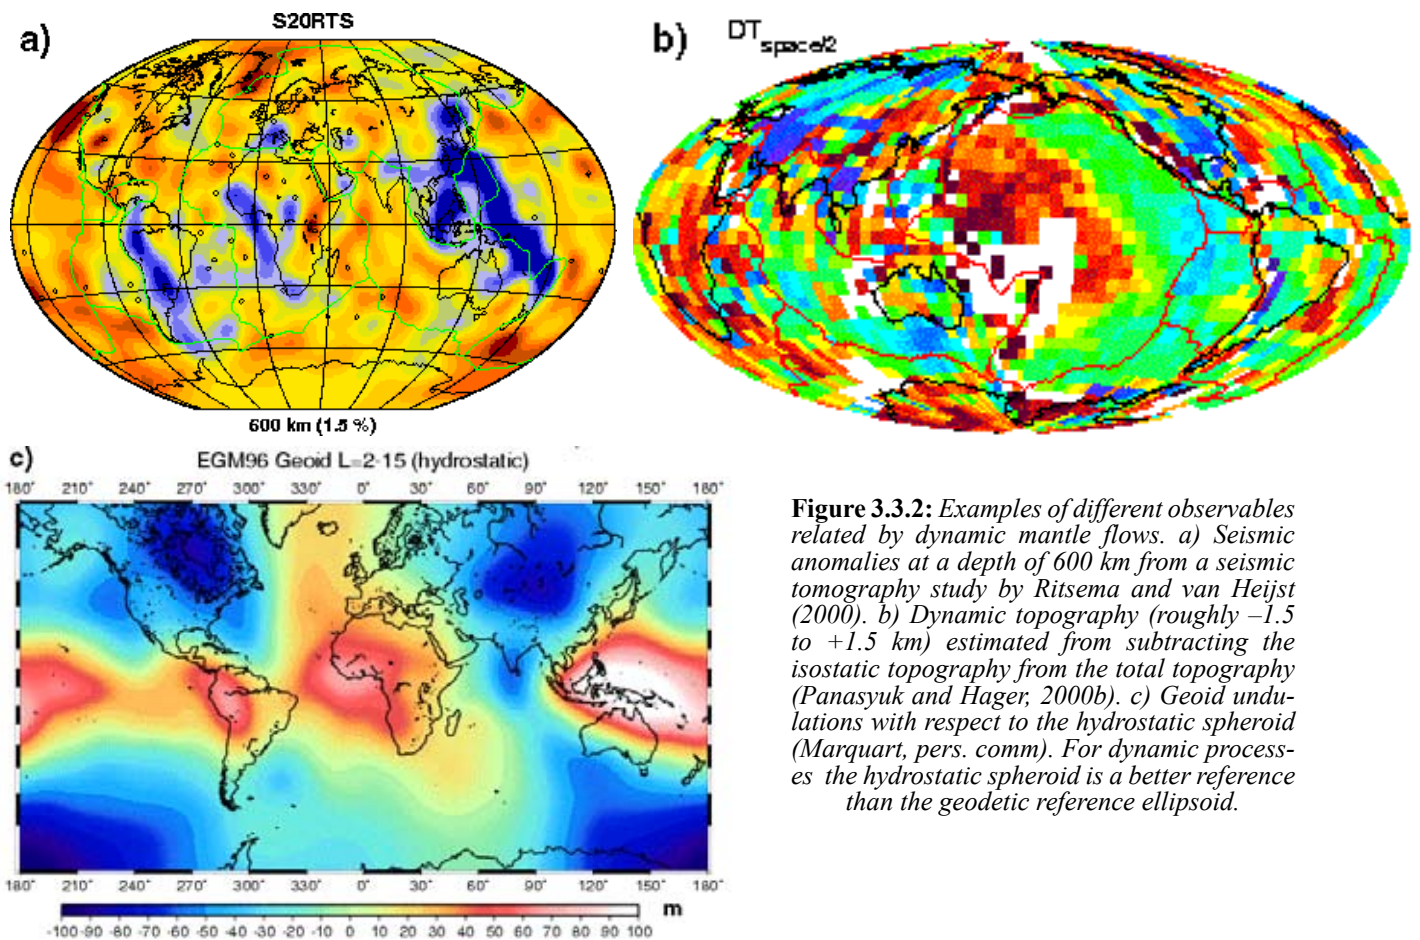 a)
S20RTS
600 km (1.5 %)
b)
DT space/2
c)
EGM96 Geoid L=2-15 (hydrostatic)
180° 210° 240° 270° 300° 330° 0° 30° 60° 90° 120° 150° 180°
180° 210° 240° 270° 300° 330° 0° 30° 60° 90° 120° 150° 180°
m
-100 -90 -80 -70 -60 -50 -40 -30 -20 -10 0 10 20 30 40 50 60 70 80 90 100
Figure 3.3.2: Examples of different observables
related by dynamic mantle flows. a) Seismic
anomalies at a depth of 600 km from a seismic
tomography study by Ritsema and van Heijst
(2000). b) Dynamic topography (roughly –1.5
to +1.5 km) estimated from subtracting the
isostatic topography from the total topography
(Panasyuk and Hager, 2000b). c) Geoid undu-
lations with respect to the hydrostatic spheroid
(Marquart, pers. comm). For dynamic process-
es the hydrostatic spheroid is a better reference
than the geodetic reference ellipsoid.